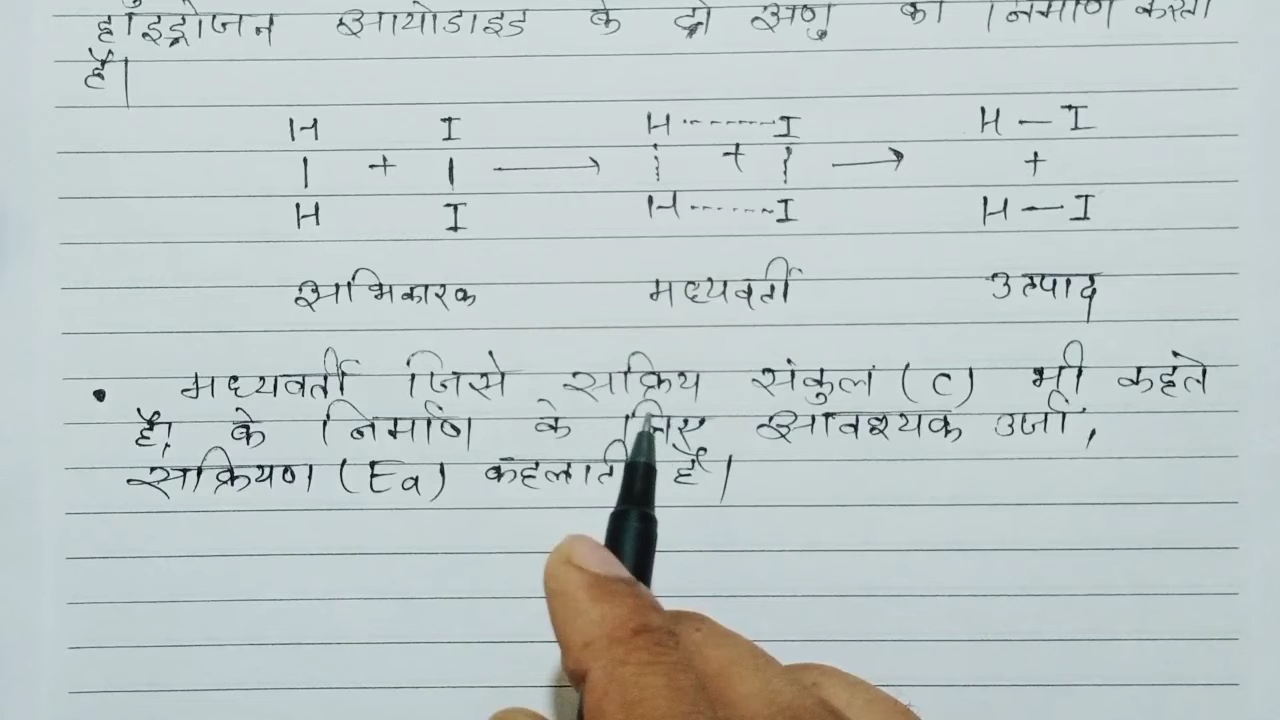 हाइड्रोजन आयोडाइड के दो अणु का निर्माण करता
है।
H I H ------- I H — I
| + | ⟶ ¦ + ¦ ⟶ +
H I H ------- I H — I
अभिकारक मध्यवर्ती उत्पाद
• मध्यवर्ती जिसे सक्रिय संकुल (C) भी कहते
हैं, के निर्माण के लिए आवश्यक उर्जा,
सक्रियण (Ea) कहलाती है।